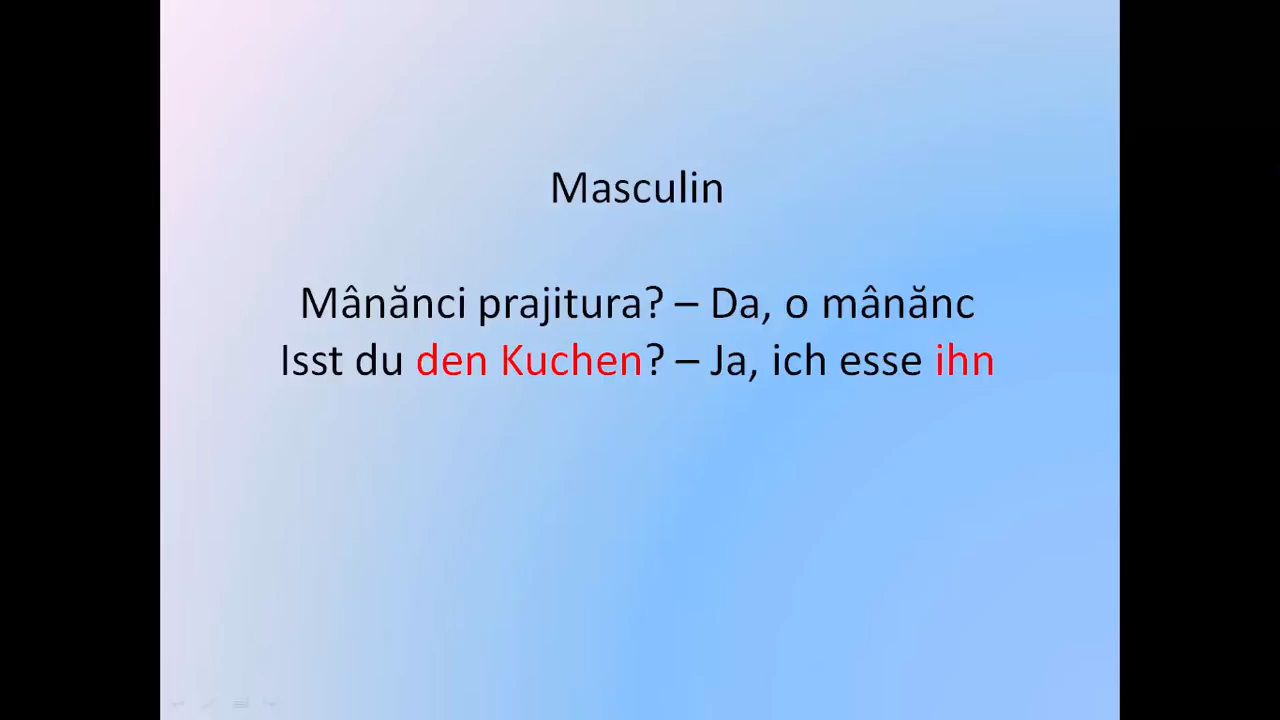 Masculin
Mânănci prajitura? – Da, o mânănc
Isst du den Kuchen? – Ja, ich esse ihn